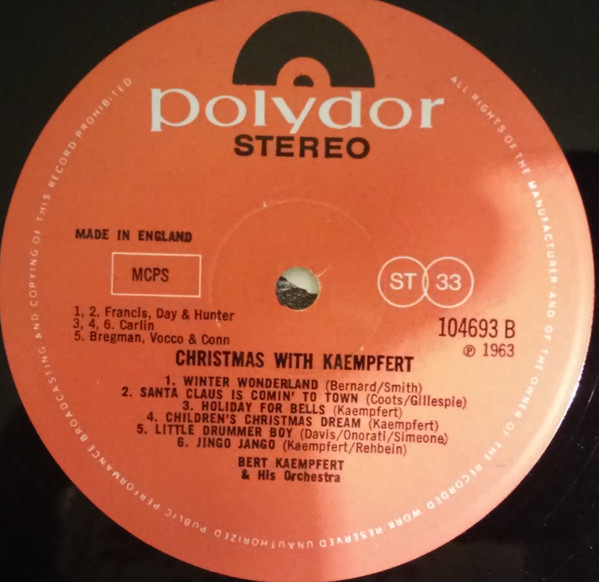 polydor
STEREO
MADE IN ENGLAND
MCPS
ST 33
1, 2. Francis, Day & Hunter
3, 4, 6. Carlin
5. Bregman, Vocco & Conn
104693 B
℗ 1963
CHRISTMAS WITH KAEMPFERT
1. WINTER WONDERLAND (Bernard/Smith)
2. SANTA CLAUS IS COMIN' TO TOWN (Coots/Gillespie)
3. HOLIDAY FOR BELLS (Kaempfert)
4. CHILDREN'S CHRISTMAS DREAM (Kaempfert)
5. LITTLE DRUMMER BOY (Davis/Onorati/Simeone)
6. JINGO JANGO (Kaempfert/Rehbein)
BERT KAEMPFERT
& His Orchestra
ALL RIGHTS OF THE MANUFACTURER AND OF THE OWNER OF THE RECORDED WORK RESERVED UNAUTHORIZED PUBLIC PERFORMANCE BROADCASTING AND COPYING OF THIS RECORD PROHIBITED